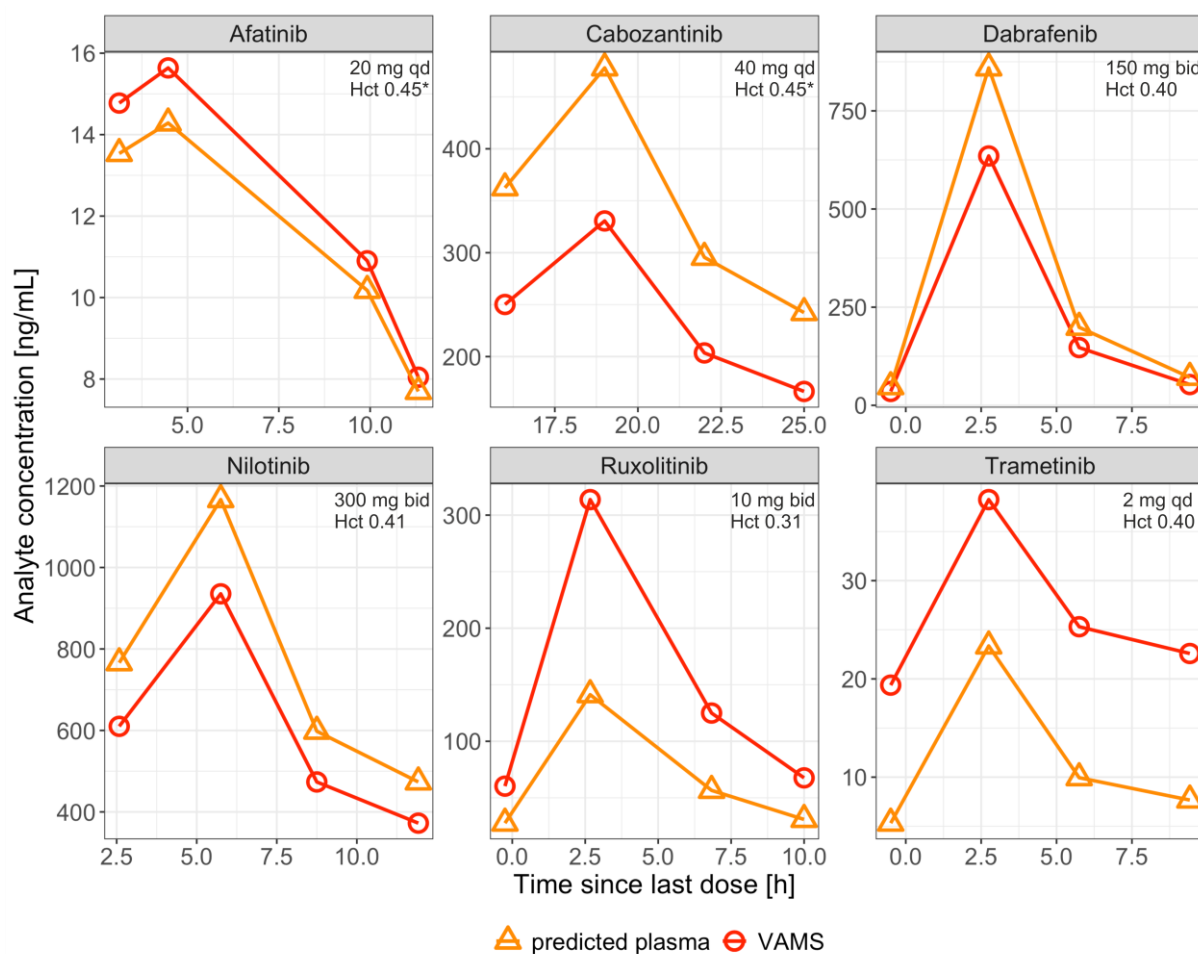 Afatinib
Cabozantinib
Dabrafenib
20 mg qd
Hct 0.45*
40 mg qd
Hct 0.45*
150 mg bid
Hct 0.40
16
14
12
10
8
400
300
200
750
500
250
0
5.0 7.5 10.0
17.5 20.0 22.5 25.0
0.0 2.5 5.0 7.5
Analyte concentration [ng/mL]
Nilotinib
Ruxolitinib
Trametinib
300 mg bid
Hct 0.41
10 mg bid
Hct 0.31
2 mg qd
Hct 0.40
1200
1000
800
600
400
300
200
100
30
20
10
2.5 5.0 7.5 10.0
0.0 2.5 5.0 7.5 10.0
0.0 2.5 5.0 7.5
Time since last dose [h]
predicted plasma VAMS